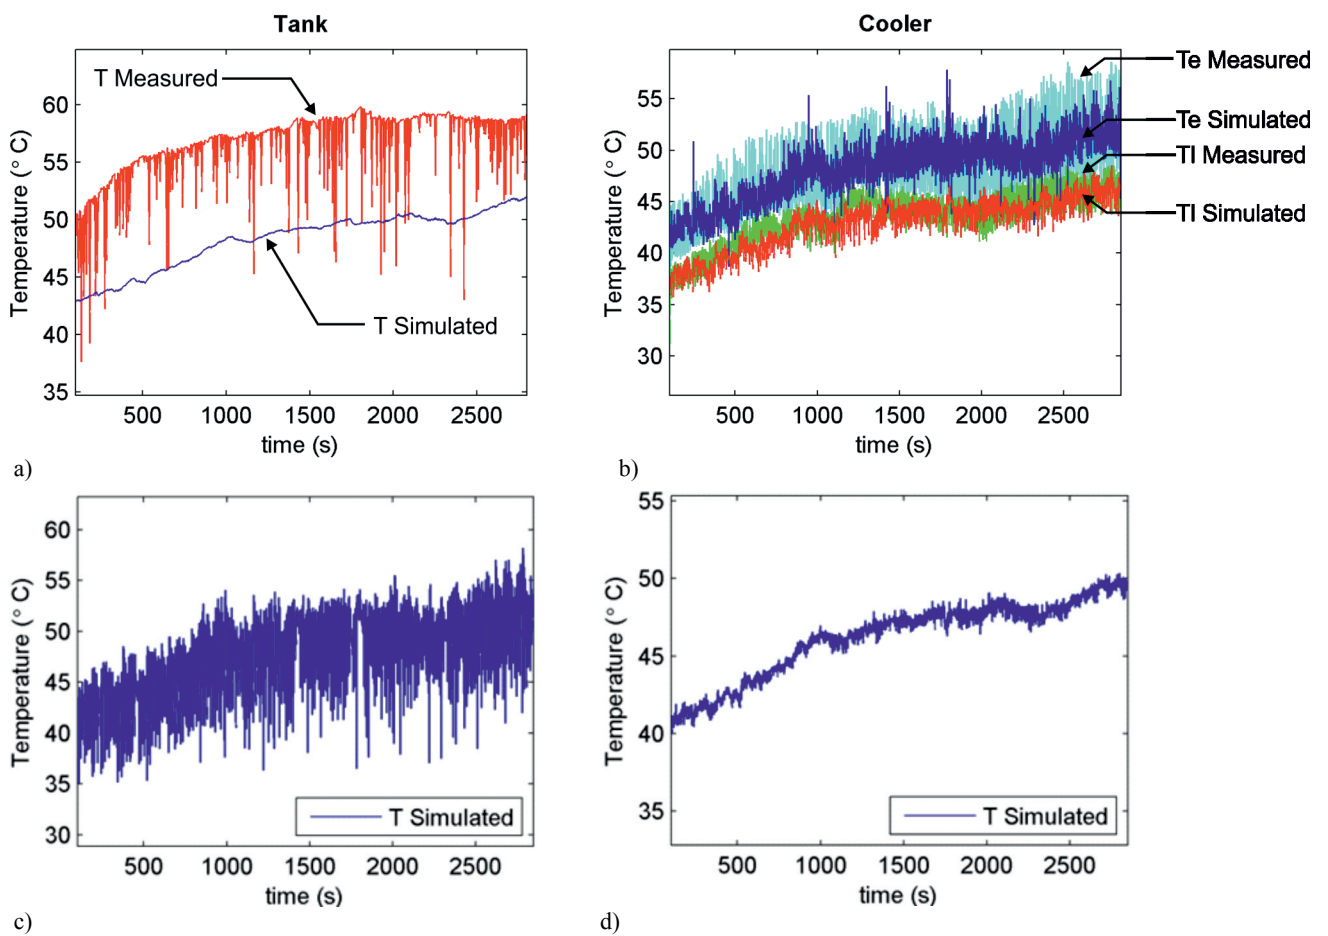 Tank
Temperature (° C)
60
55
50
45
40
35
T Measured
T Simulated
500
1000
1500
2000
2500
time (s)
a)
Cooler
Temperature (° C)
55
50
45
40
35
30
Te Measured
Te Simulated
Tl Measured
Tl Simulated
500
1000
1500
2000
2500
time (s)
b)
Temperature (° C)
60
55
50
45
40
35
30
T Simulated
500
1000
1500
2000
2500
time (s)
c)
Temperature (° C)
55
50
45
40
35
T Simulated
500
1000
1500
2000
2500
time (s)
d)